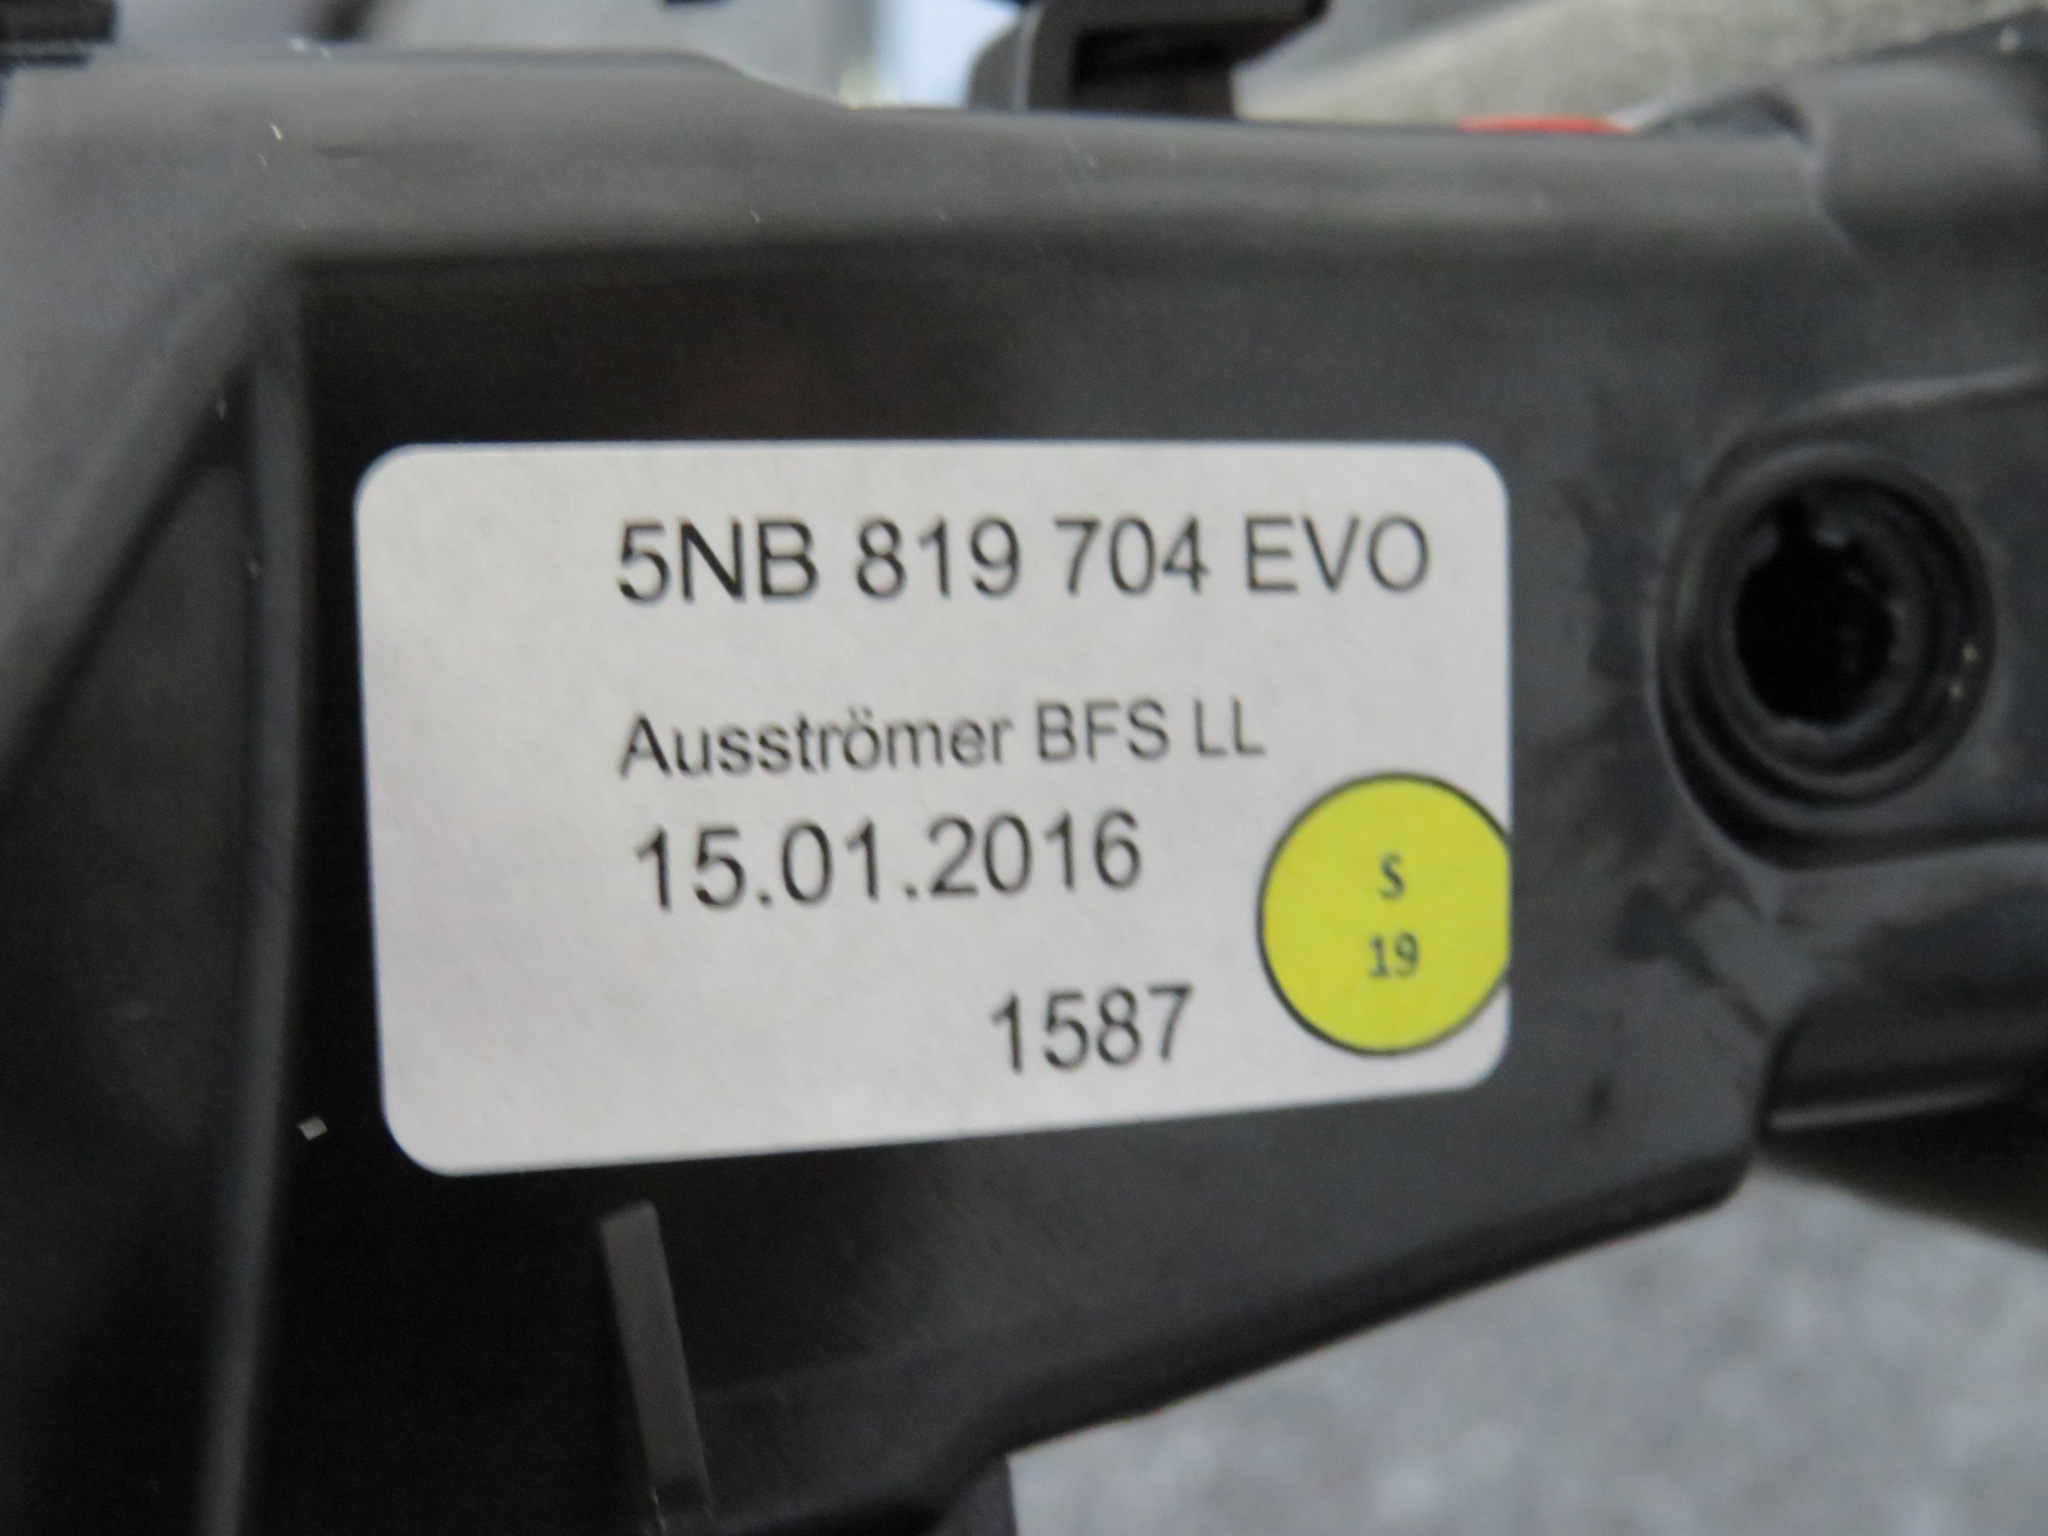 5NB 819 704 EVO
Ausströmer BFS LL
15.01.2016
S
19
1587